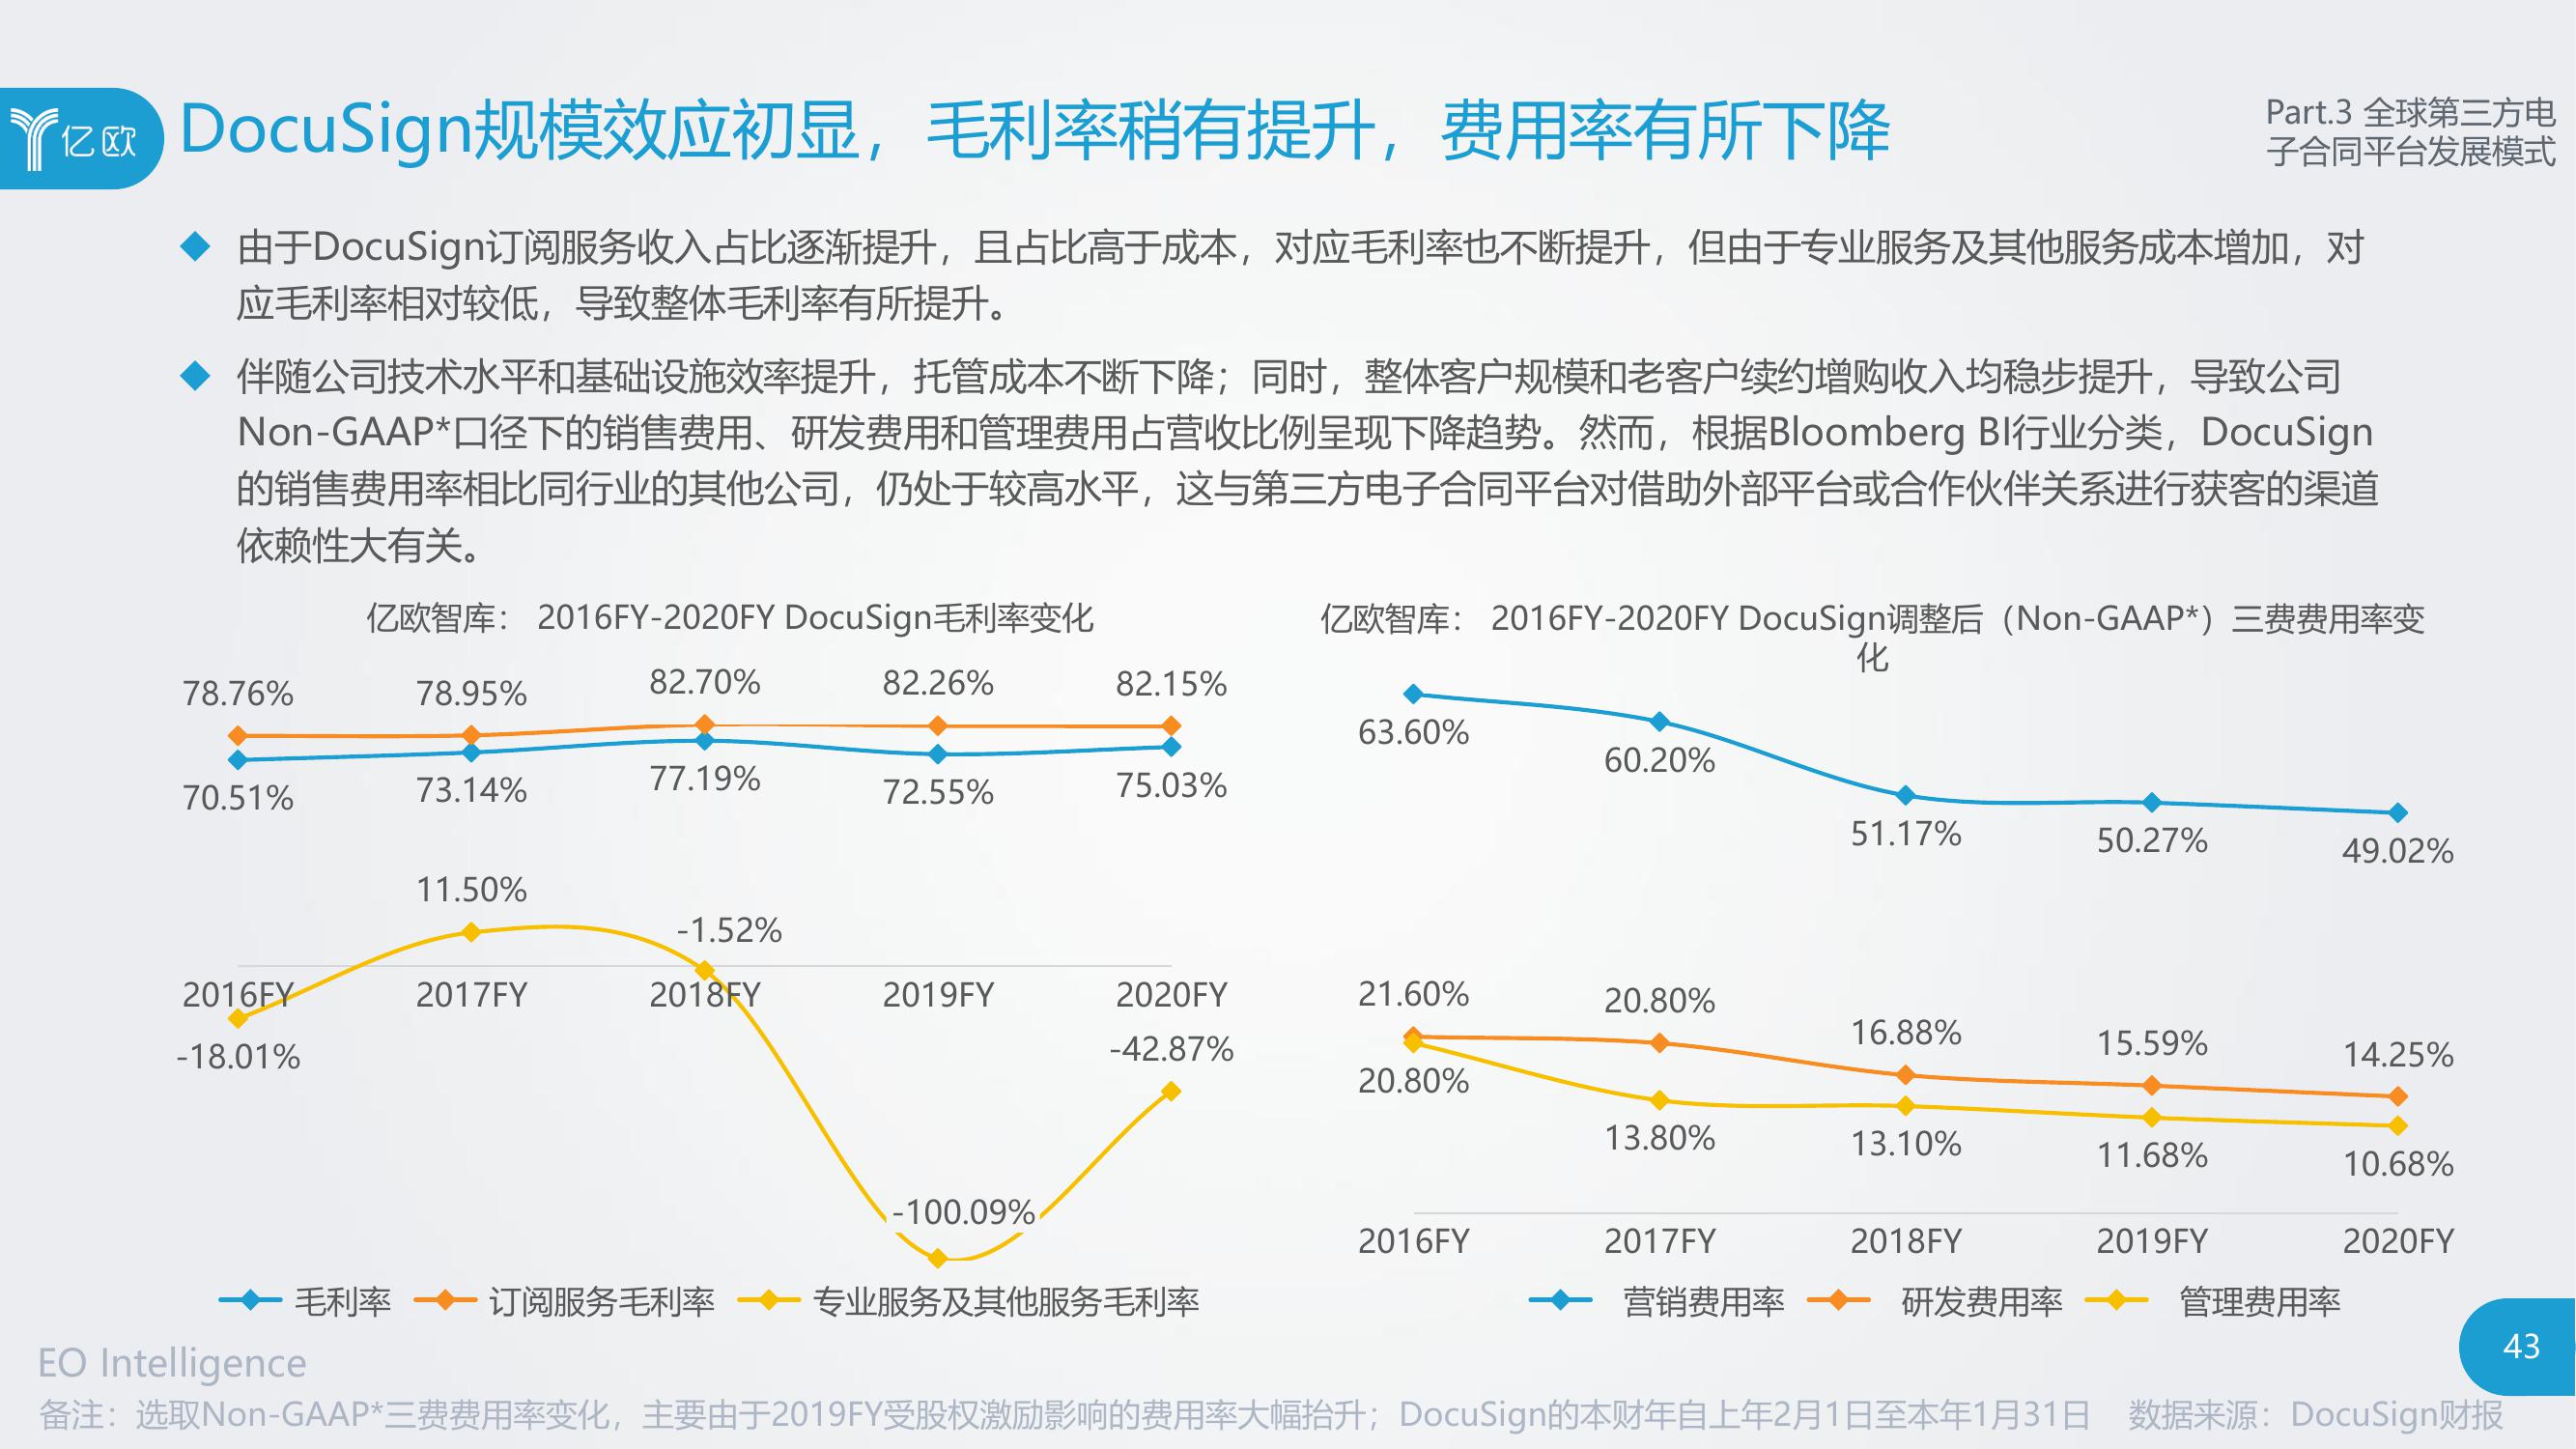 亿欧
DocuSign规模效应初显，毛利率稍有提升，费用率有所下降
Part.3 全球第三方电
子合同平台发展模式
由于DocuSign订阅服务收入占比逐渐提升，且占比高于成本，对应毛利率也不断提升，但由于专业服务及其他服务成本增加，对
应毛利率相对较低，导致整体毛利率有所提升。
伴随公司技术水平和基础设施效率提升，托管成本不断下降；同时，整体客户规模和老客户续约增购收入均稳步提升，导致公司
Non-GAAP*口径下的销售费用、研发费用和管理费用占营收比例呈现下降趋势。然而，根据Bloomberg BI行业分类，DocuSign
的销售费用率相比同行业的其他公司，仍处于较高水平，这与第三方电子合同平台对借助外部平台或合作伙伴关系进行获客的渠道
依赖性大有关。
亿欧智库： 2016FY-2020FY DocuSign毛利率变化
78.76% 78.95% 82.70% 82.26% 82.15%
70.51% 73.14% 77.19% 72.55% 75.03%
11.50%
-1.52%
2016FY 2017FY 2018FY 2019FY 2020FY
-18.01%
-42.87%
-100.09%
毛利率 订阅服务毛利率 专业服务及其他服务毛利率
亿欧智库： 2016FY-2020FY DocuSign调整后（Non-GAAP*）三费费用率变
化
63.60% 60.20% 51.17% 50.27% 49.02%
21.60% 20.80% 16.88% 15.59% 14.25%
20.80% 13.80% 13.10% 11.68% 10.68%
2016FY 2017FY 2018FY 2019FY 2020FY
营销费用率 研发费用率 管理费用率
EO Intelligence
43
备注：选取Non-GAAP*三费费用率变化，主要由于2019FY受股权激励影响的费用率大幅抬升；DocuSign的本财年自上年2月1日至本年1月31日 数据来源：DocuSign财报